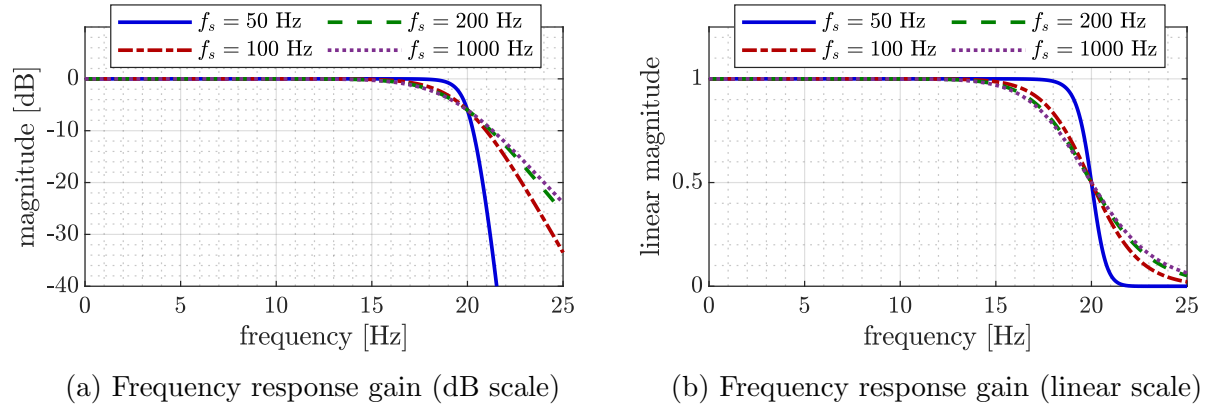 f_s = 50 Hz
f_s = 200 Hz
f_s = 100 Hz
f_s = 1000 Hz
magnitude [dB]
0
-10
-20
-30
-40
0 5 10 15 20 25
frequency [Hz]
(a) Frequency response gain (dB scale)
f_s = 50 Hz
f_s = 200 Hz
f_s = 100 Hz
f_s = 1000 Hz
linear magnitude
1
0.5
0
0 5 10 15 20 25
frequency [Hz]
(b) Frequency response gain (linear scale)